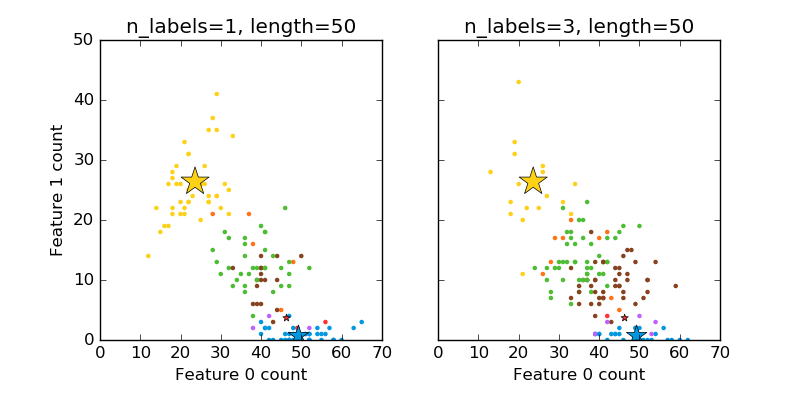 n_labels=1, length=50
n_labels=3, length=50
50
40
30
20
10
0
Feature 1 count
0 10 20 30 40 50 60 70
0 10 20 30 40 50 60 70
Feature 0 count
Feature 0 count